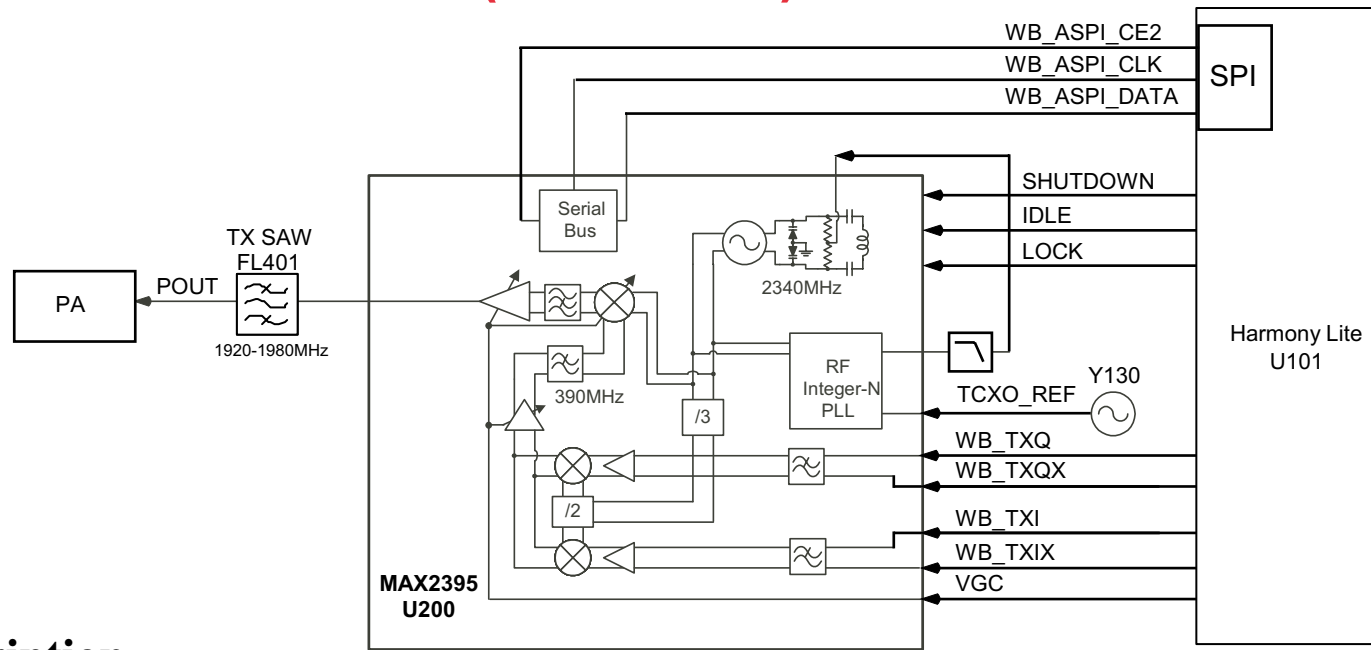 WB_ASPI_CE2
WB_ASPI_CLK
WB_ASPI_DATA
SPI
SHUTDOWN
IDLE
LOCK
Serial
Bus
TX SAW
FL401
POUT
PA
1920-1980MHz
2340MHz
RF
Integer-N
PLL
Harmony Lite
U101
TCXO_REF
Y130
390MHz
/3
WB_TXQ
WB_TXQX
/2
WB_TXI
WB_TXIX
VGC
MAX2395
U200